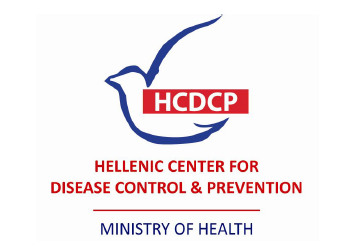 HCDCP
HELLENIC CENTER FOR
DISEASE CONTROL & PREVENTION
MINISTRY OF HEALTH